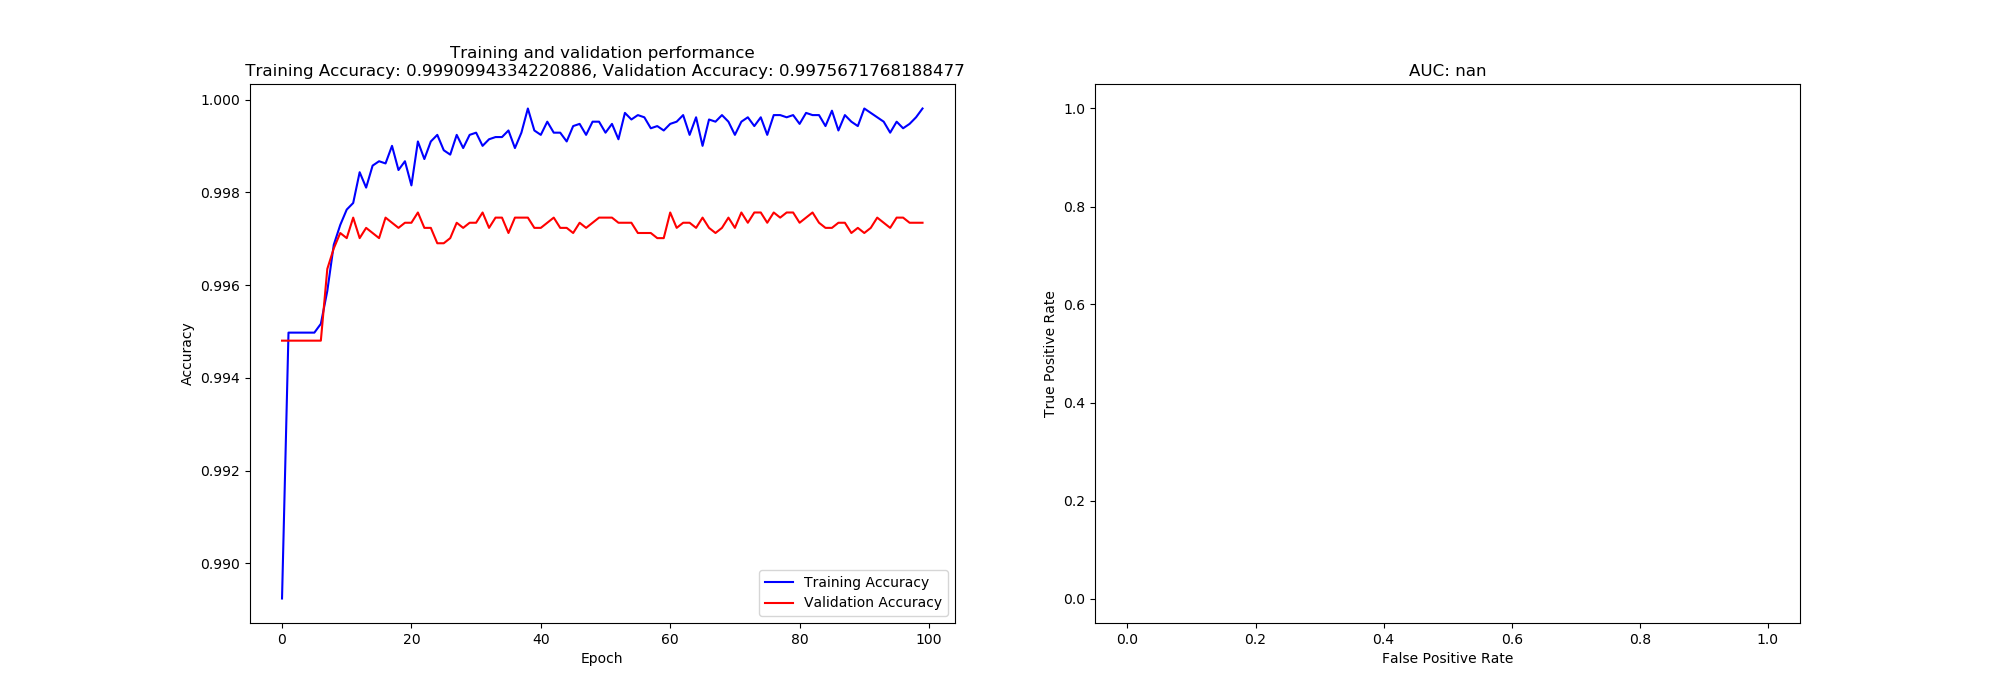 Training and validation performance
Training Accuracy: 0.9990994334220886, Validation Accuracy: 0.9975671768188477
1.000
0.998
0.996
0.994
0.992
0.990
Accuracy
0
20
40
60
80
100
Epoch
Training Accuracy
Validation Accuracy
AUC: nan
1.0
0.8
0.6
0.4
0.2
0.0
True Positive Rate
0.0
0.2
0.4
0.6
0.8
1.0
False Positive Rate